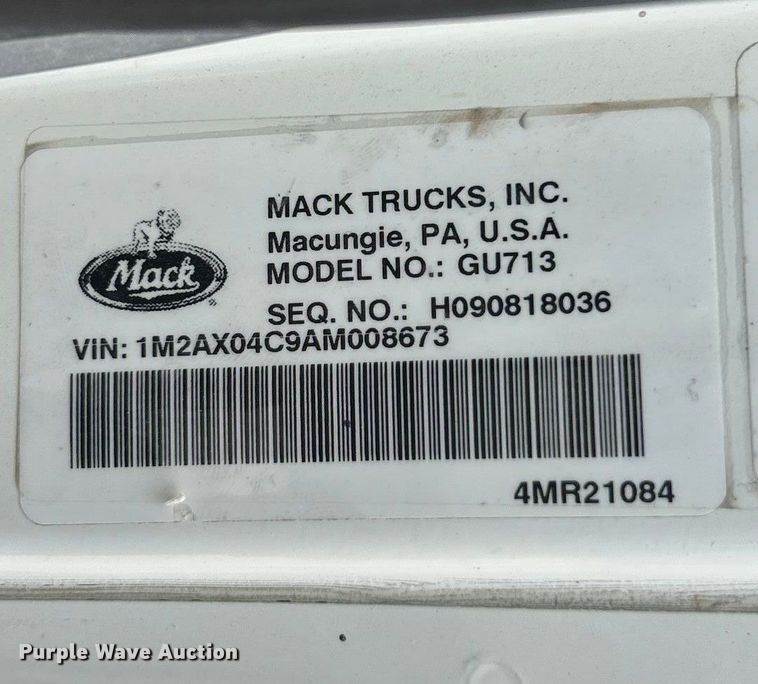 MACK TRUCKS, INC.
Macungie, PA, U.S.A.
MODEL NO.: GU713
SEQ. NO.: H090818036
Mack
®
VIN: 1M2AX04C9AM008673
4MR21084
Purple Wave Auction